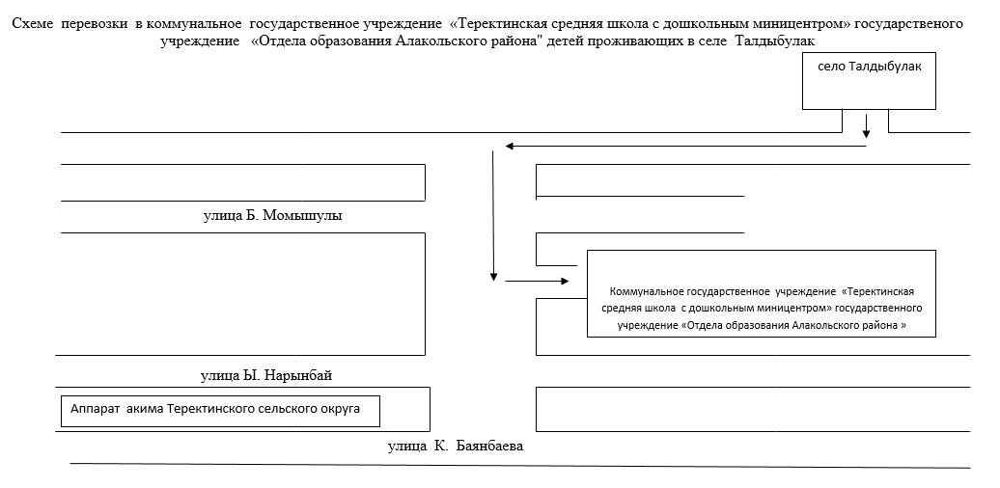 Схеме перевозки в коммунальное государственное учреждение «Теректинская средняя школа с дошкольным миницентром» государственого
учреждение «Отдела образования Алакольского района" детей проживающих в селе Талдыбулак
село Талдыбулак
улица Б. Момышулы
Коммунальное государственное учреждение «Теректинская
средняя школа с дошкольным миницентром» государственного
учреждение «Отдела образования Алакольского района »
улица Ы. Нарынбай
Аппарат акима Теректинского сельского округа
улица К. Баянбаева